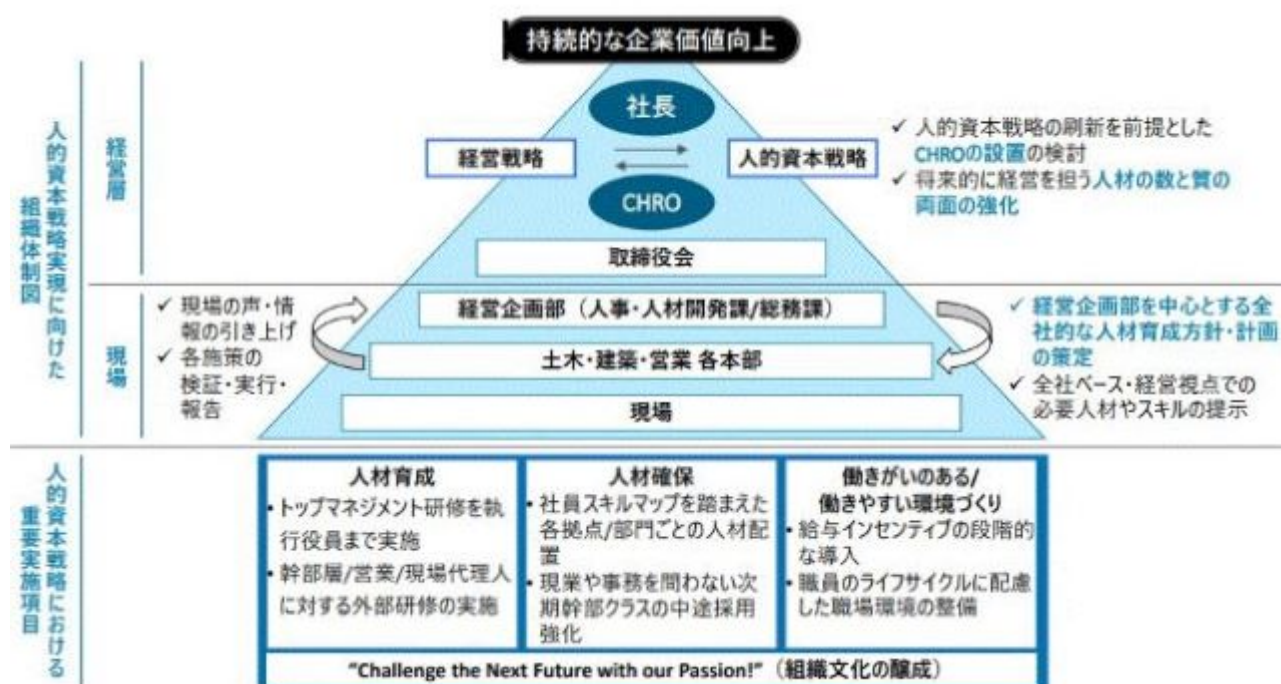 持続的な企業価値向上
人的資本戦略実現に向けた
組織体制図
経営層
社長
経営戦略
人的資本戦略
CHRO
取締役会
✓ 人的資本戦略の刷新を前提とした
CHROの設置の検討
✓ 将来的に経営を担う人材の数と質の
両面の強化
現場
✓ 現場の声・情
報の引き上げ
✓ 各施策の
検証・実行・
報告
経営企画部（人事・人材開発課/総務課）
土木・建築・営業 各本部
現場
✓ 経営企画部を中心とする全
社的な人材育成方針・計画
の策定
✓ 全社ベース・経営視点での
必要人材やスキルの提示
人的資本戦略における
重要実施項目
人材育成
• トップマネジメント研修を執
行役員まで実施
• 幹部層/営業/現場代理人
に対する外部研修の実施
人材確保
• 社員スキルマップを踏まえた
各拠点/部門ごとの人材配
置
• 現業や事務を問わない次
期幹部クラスの中途採用
強化
働きがいのある/
働きやすい環境づくり
• 給与インセンティブの段階的
な導入
• 職員のライフサイクルに配慮
した職場環境の整備
“Challenge the Next Future with our Passion!”（組織文化の醸成）